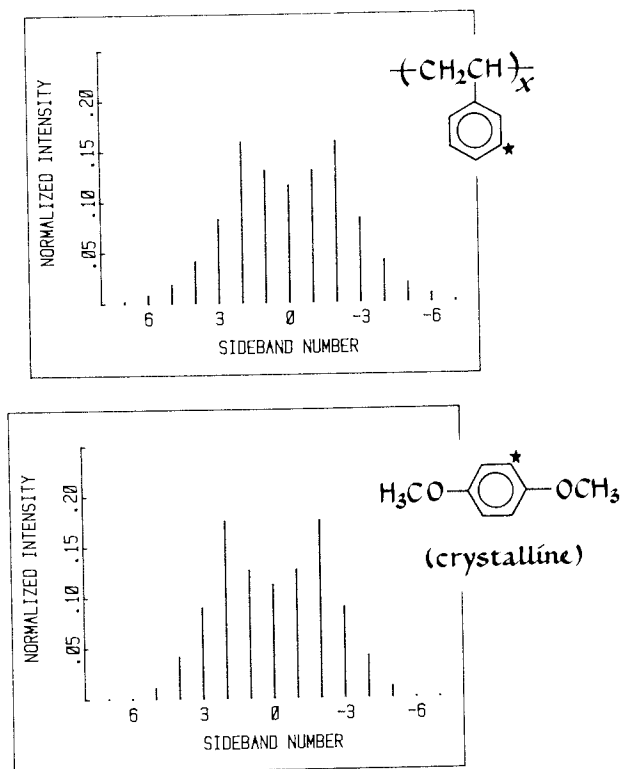 NORMALIZED INTENSITY
.20
.15
.10
.05
6
3
0
-3
-6
SIDEBAND NUMBER
(CH₂CH)x
★
NORMALIZED INTENSITY
.20
.15
.10
.05
6
3
0
-3
-6
SIDEBAND NUMBER
★
H₃CO OCH₃
(crystalline)